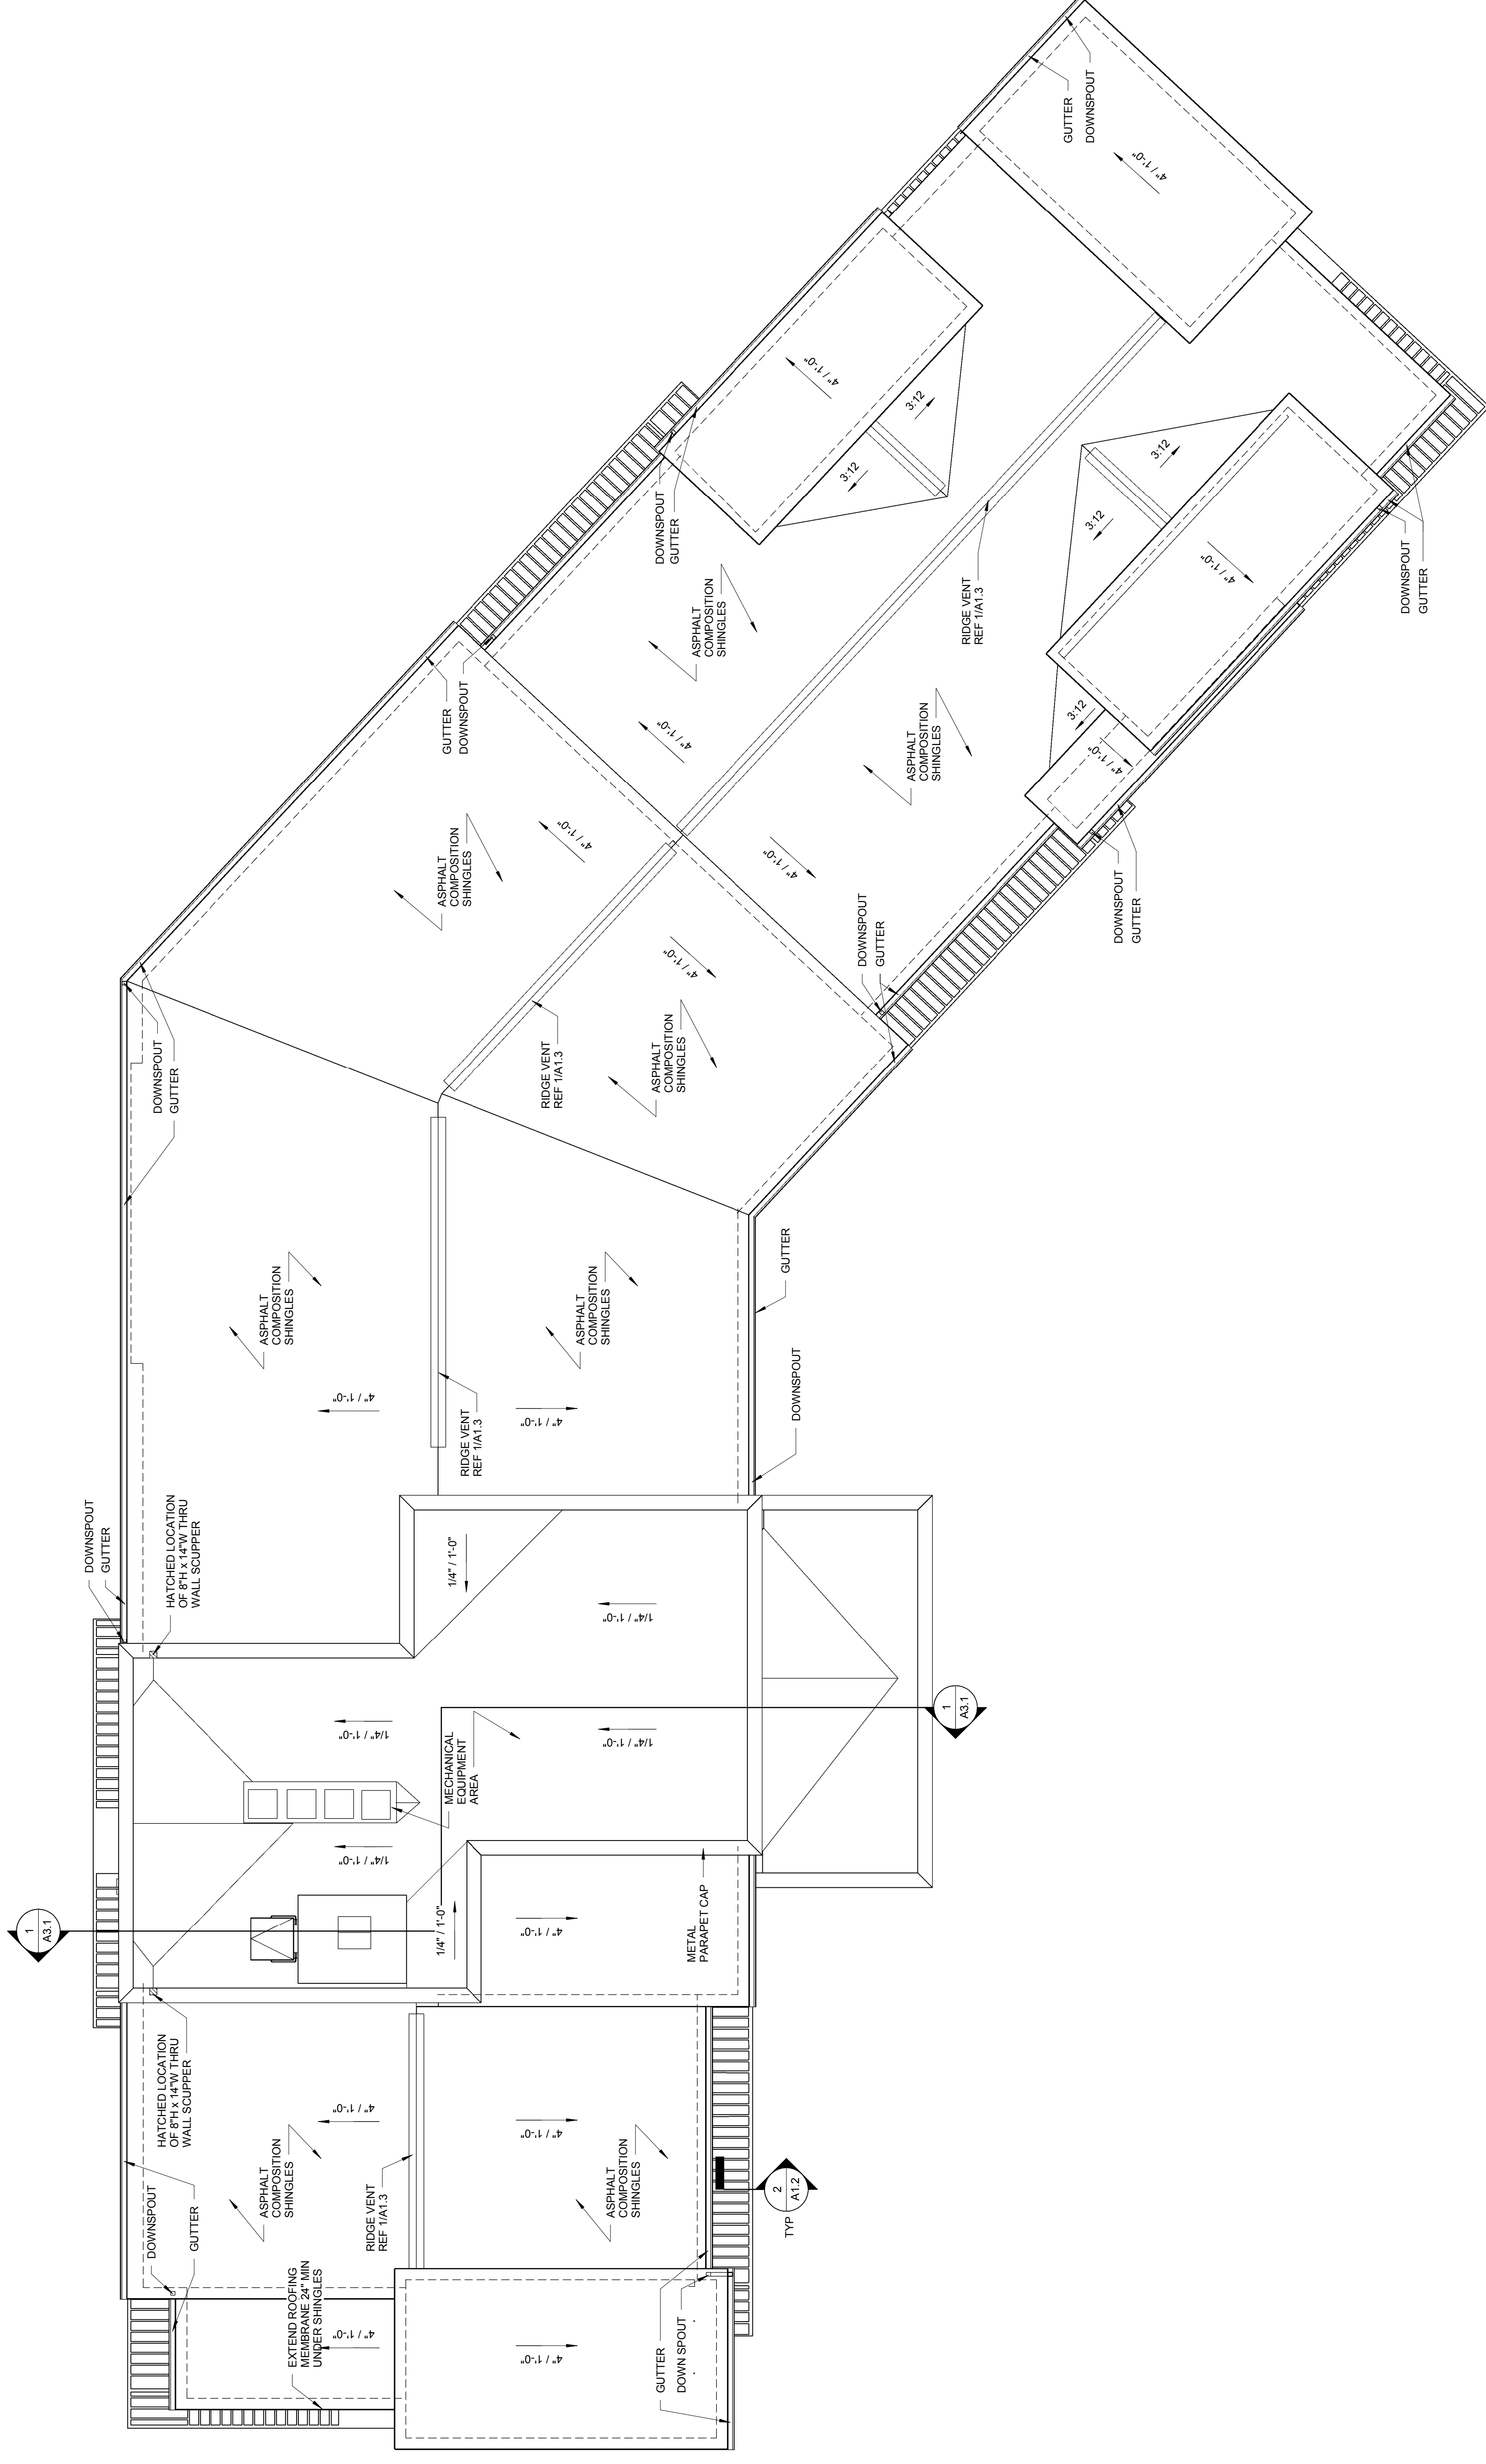 1
A3.1
DOWNSPOUT
GUTTER
HATCHED LOCATION
OF 8"H x 14"W THRU
WALL SCUPPER
DOWNSPOUT
GUTTER
HATCHED LOCATION
OF 8"H x 14"W THRU
WALL SCUPPER
DOWNSPOUT
GUTTER
ASPHALT
COMPOSITION
SHINGLES
ASPHALT
COMPOSITION
SHINGLES
EXTEND ROOFING
MEMBRANE 24" MIN
UNDER SHINGLES
4" / 1'-0"
4" / 1'-0"
1/4" / 1'-0"
1/4" / 1'-0"
4" / 1'-0"
RIDGE VENT
REF 1/A1.3
1/4" / 1'-0"
MECHANICAL
EQUIPMENT
AREA
1/4" / 1'-0"
RIDGE VENT
REF 1/A1.3
4" / 1'-0"
4" / 1'-0"
4" / 1'-0"
4" / 1'-0"
1/4" / 1'-0"
1/4" / 1'-0"
ASPHALT
COMPOSITION
SHINGLES
ASPHALT
COMPOSITION
SHINGLES
GUTTER
DOWN SPOUT
METAL
PARAPET CAP
TYP
2
A1.2
DOWNSPOUT
GUTTER
1
A3.1
GUTTER
DOWNSPOUT
ASPHALT
COMPOSITION
SHINGLES
4" / 1'-0"
RIDGE VENT
REF 1/A1.3
ASPHALT
COMPOSITION
SHINGLES
4" / 1'-0"
4" / 1'-0"
4" / 1'-0"
ASPHALT
COMPOSITION
SHINGLES
DOWNSPOUT
GUTTER
DOWNSPOUT
GUTTER
4" / 1'-0"
3:12
3:12
ASPHALT
COMPOSITION
SHINGLES
RIDGE VENT
REF 1/A1.3
GUTTER
DOWNSPOUT
4" / 1'-0"
3:12
3:12
3:12
4" / 1'-0"
4" / 1'-0"
DOWNSPOUT
GUTTER
DOWNSPOUT
GUTTER